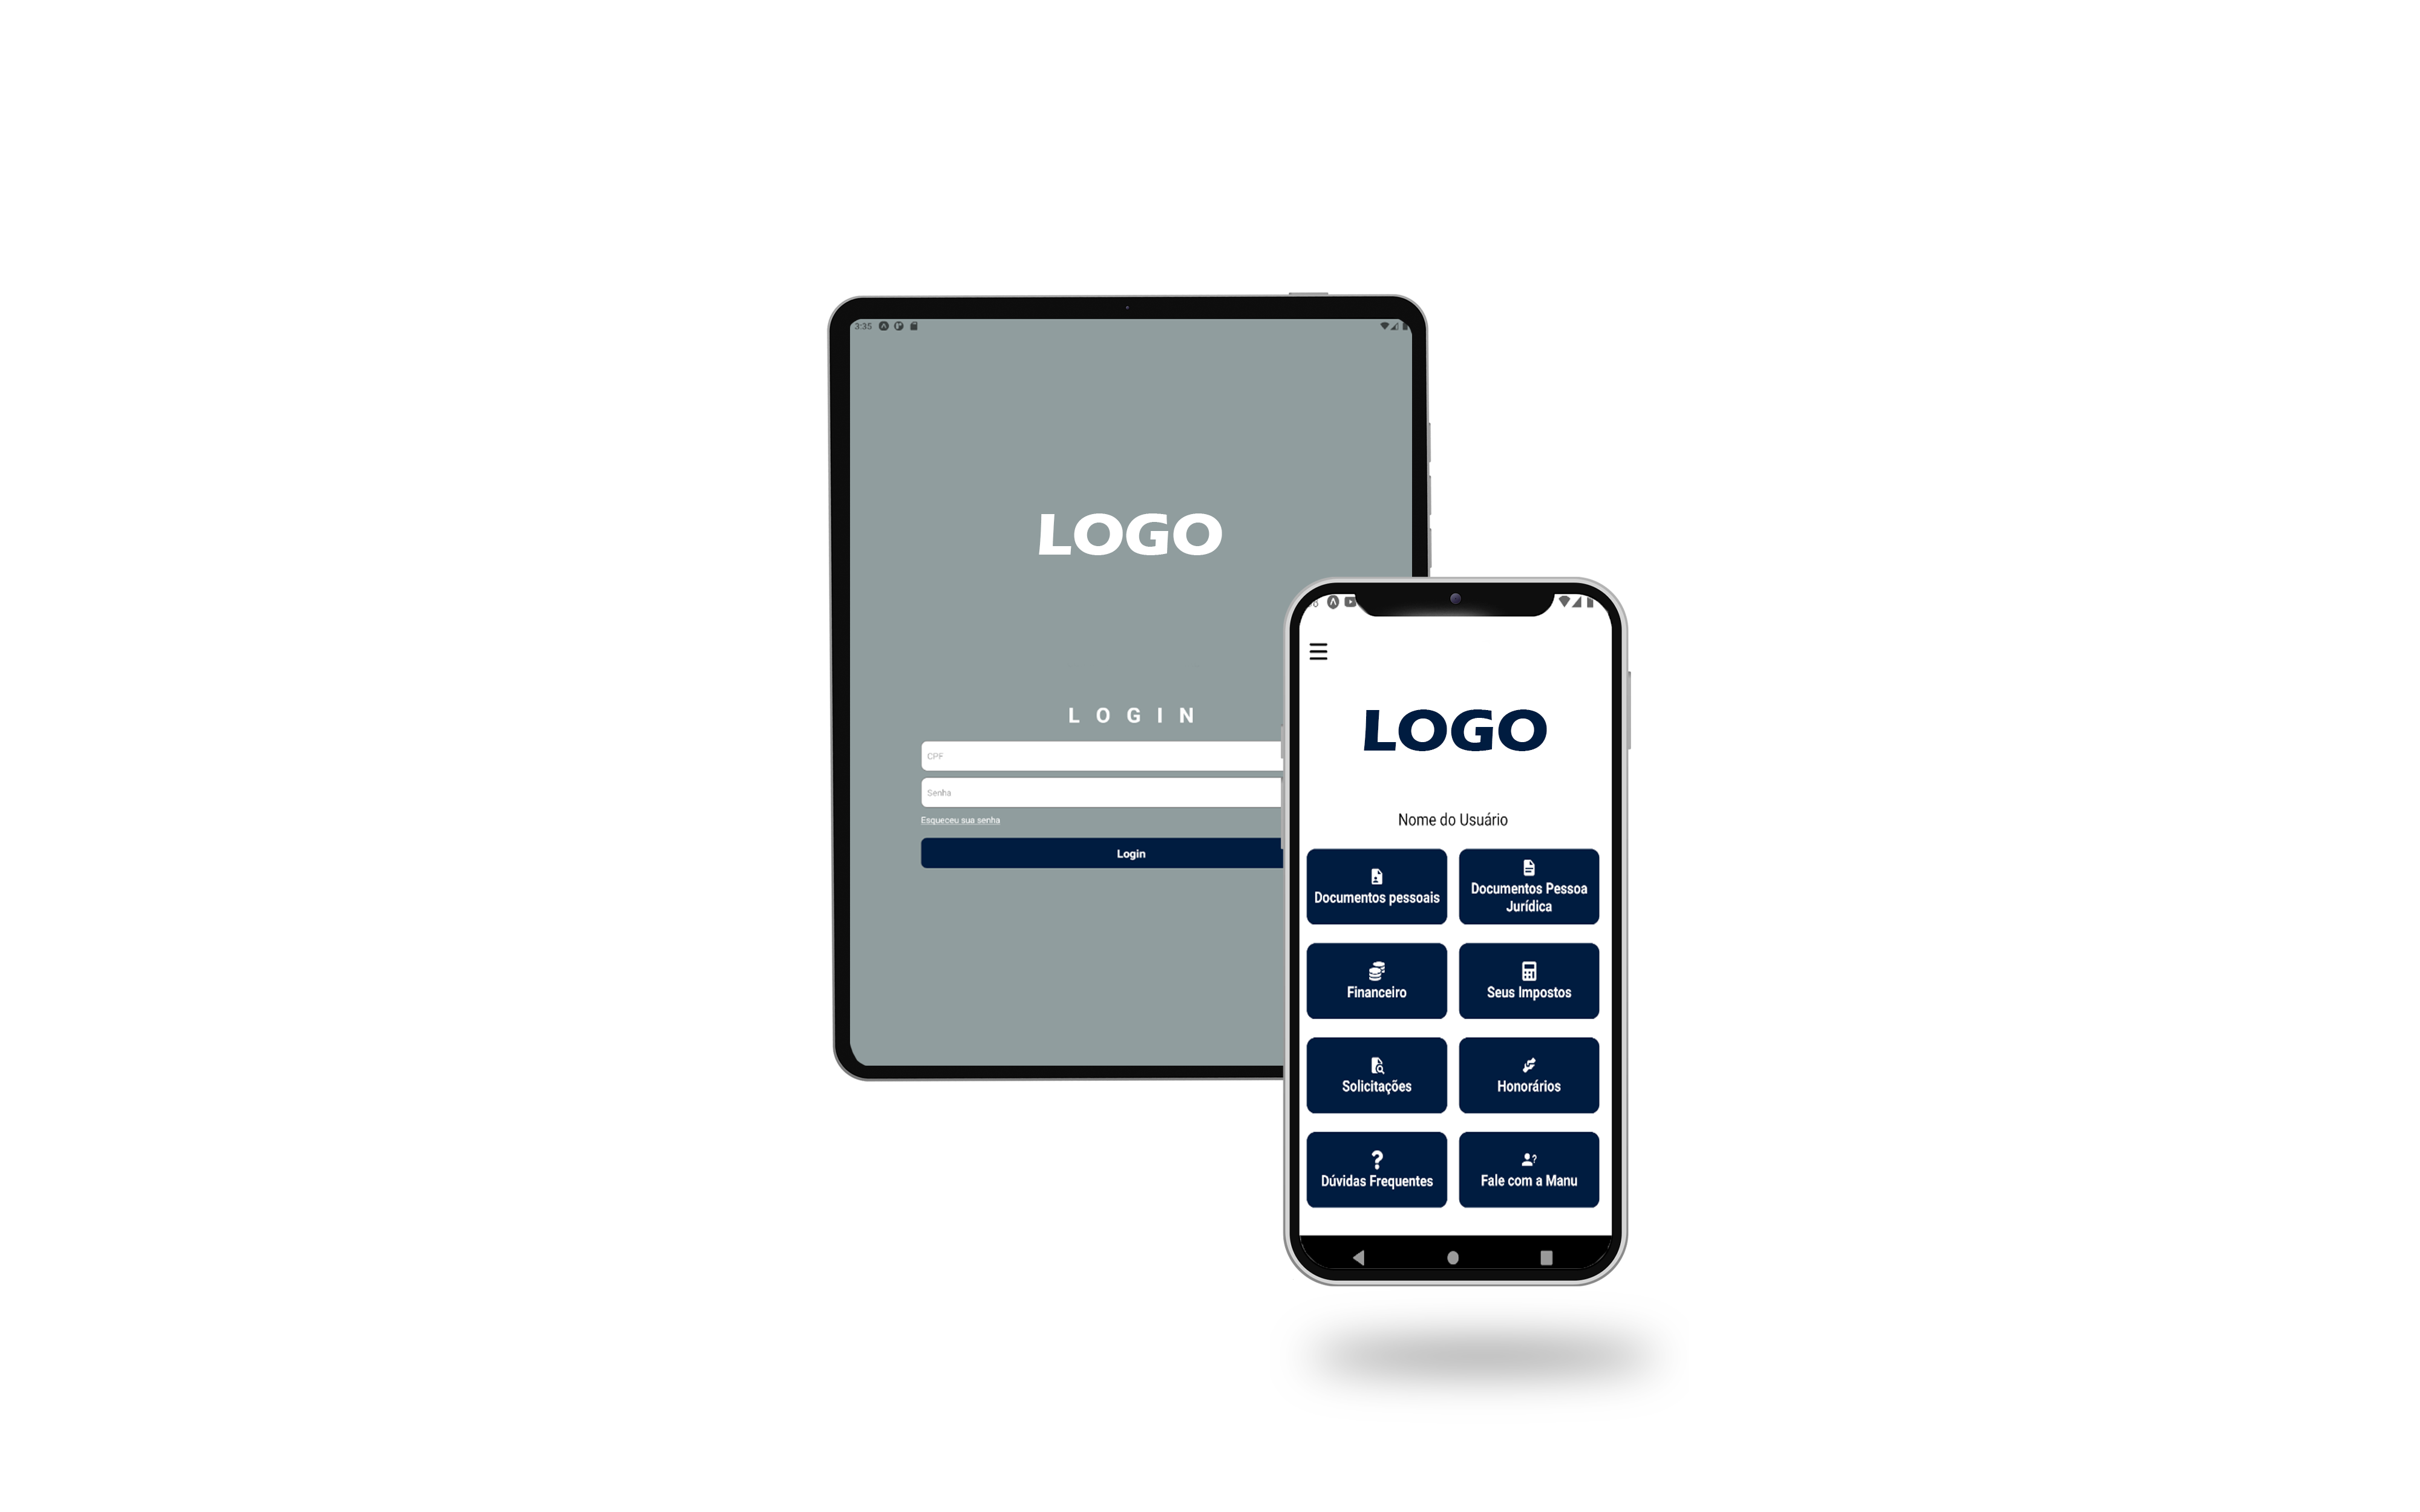 3:35
LOGO
LOGIN
CPF
Senha
Esqueceu sua senha
Login
LOGO
Nome do Usuário
Documentos pessoais
Documentos Pessoa
Jurídica
Financeiro
Seus Impostos
Solicitações
Honorários
Dúvidas Frequentes
Fale com a Manu